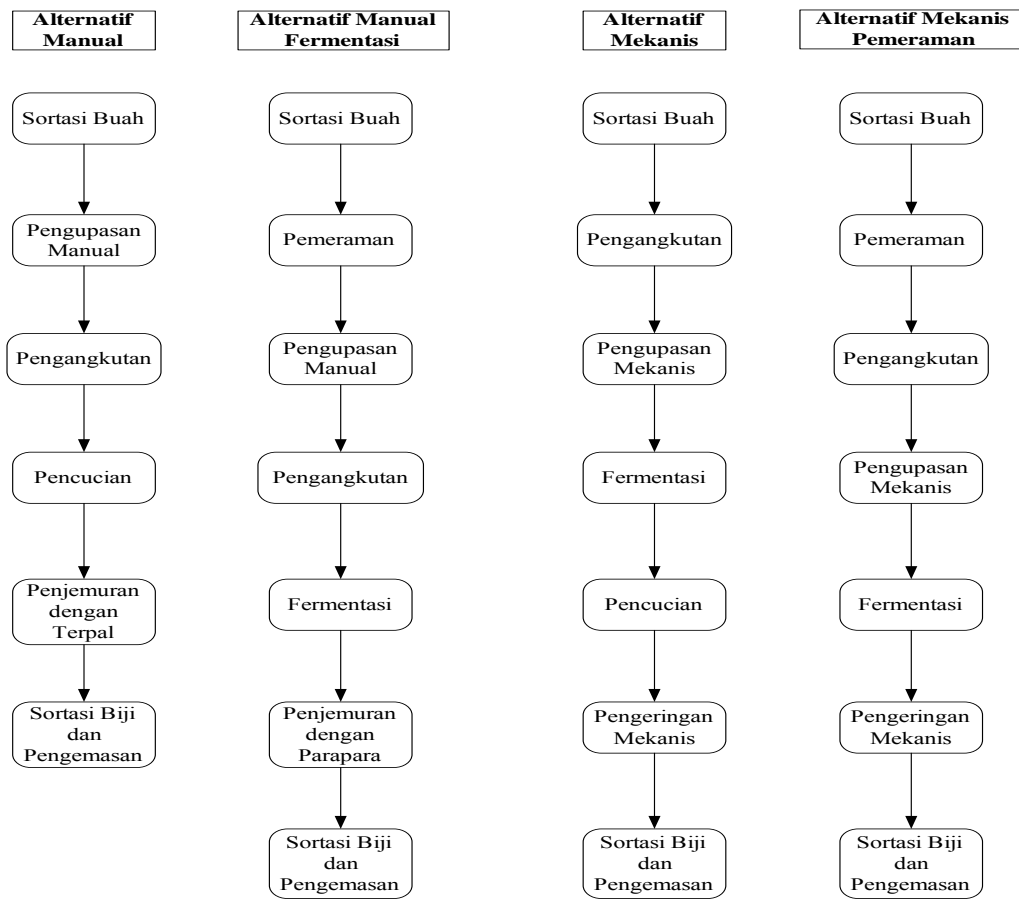 Alternatif
Manual
Sortasi Buah
Pengupasan
Manual
Pengangkutan
Pencucian
Penjemuran
dengan
Terpal
Sortasi Biji
dan
Pengemasan
Alternatif Manual
Fermentasi
Sortasi Buah
Pemeraman
Pengupasan
Manual
Pengangkutan
Fermentasi
Penjemuran
dengan
Parapara
Sortasi Biji
dan
Pengemasan
Alternatif
Mekanis
Sortasi Buah
Pengangkutan
Pengupasan
Mekanis
Fermentasi
Pencucian
Pengeringan
Mekanis
Sortasi Biji
dan
Pengemasan
Alternatif Mekanis
Pemeraman
Sortasi Buah
Pemeraman
Pengangkutan
Pengupasan
Mekanis
Fermentasi
Pengeringan
Mekanis
Sortasi Biji
dan
Pengemasan